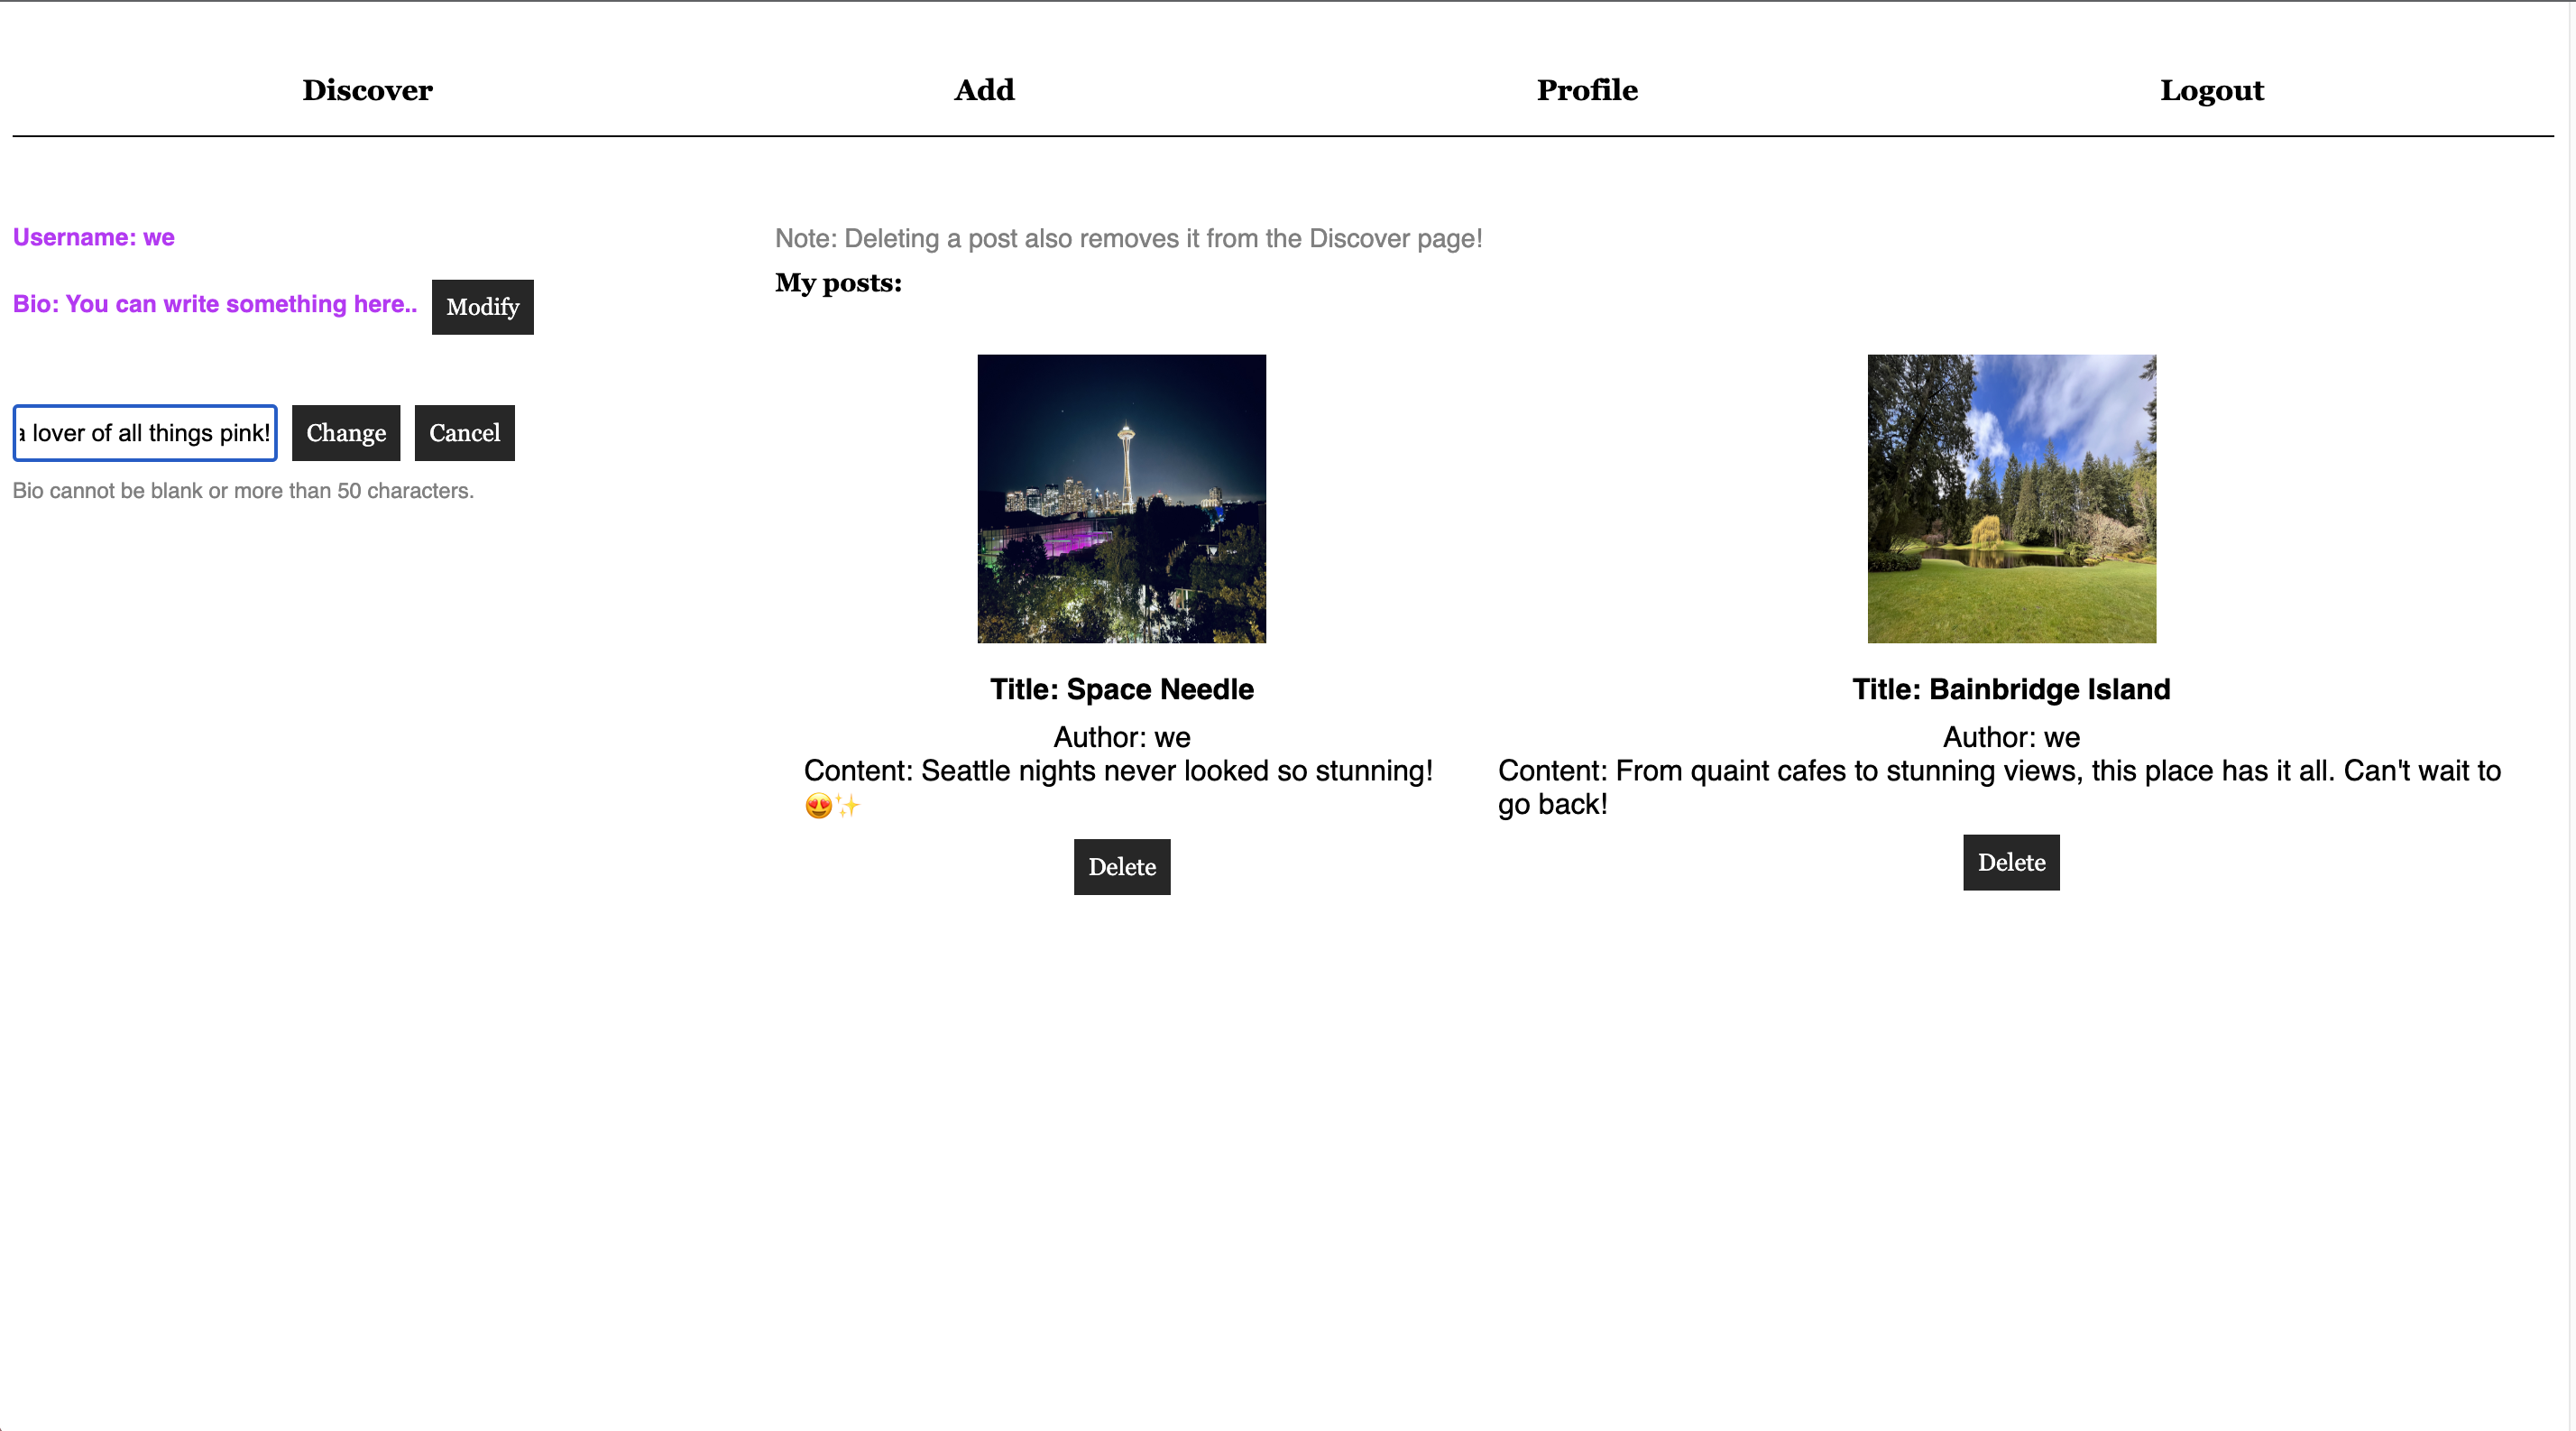 Discover Add Profile Logout
Username: we
Bio: You can write something here.. Modify
a lover of all things pink! Change Cancel
Bio cannot be blank or more than 50 characters.
Note: Deleting a post also removes it from the Discover page!
My posts:
Title: Space Needle
Author: we
Content: Seattle nights never looked so stunning!
😍✨
Delete
Title: Bainbridge Island
Author: we
Content: From quaint cafes to stunning views, this place has it all. Can't wait to
go back!
Delete